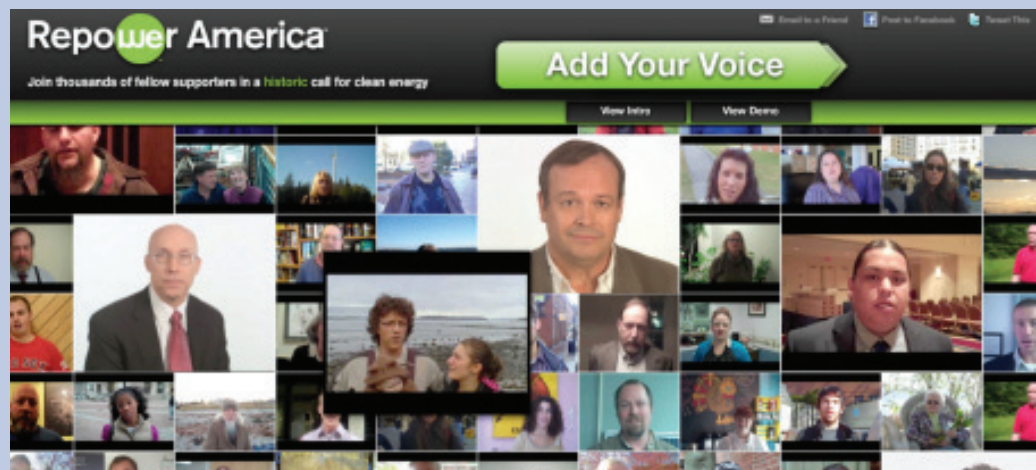 Email to a Friend
Post to Facebook
Tweet This
Repower America
Add Your Voice
Join thousands of fellow supporters in a historic call for clean energy
View Intro
View Demo